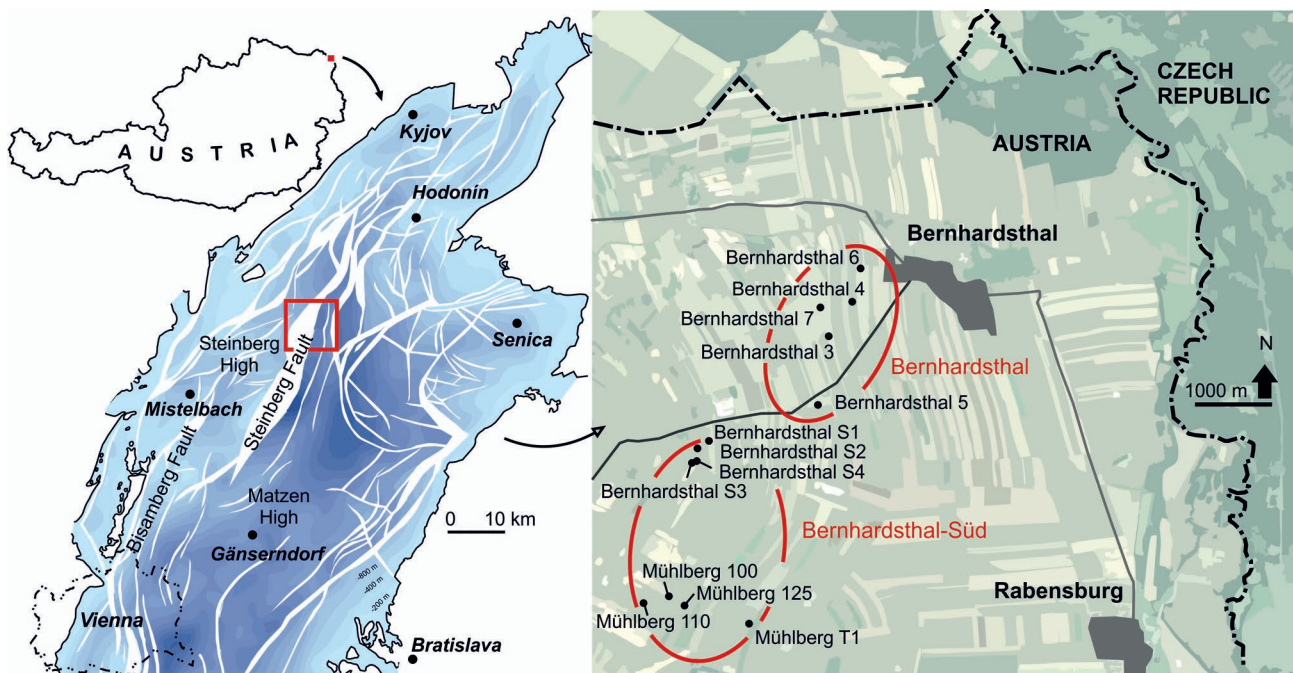 AUSTRIA
Kyjov
Hodonín
Steinberg
High
Senica
Mistelbach
Steinberg Fault
Bisamberg Fault
Matzen
High
0 10 km
Gänserndorf
-800 m
-400 m
-200 m
Vienna
Bratislava
CZECH
REPUBLIC
AUSTRIA
Bernhardsthal
Bernhardsthal 6
Bernhardsthal 4
Bernhardsthal 7
Bernhardsthal 3
Bernhardsthal
N
1000 m
Bernhardsthal 5
Bernhardsthal S1
Bernhardsthal S2
Bernhardsthal S4
Bernhardsthal S3
Bernhardsthal-Süd
Mühlberg 100
Mühlberg 125
Rabensburg
Mühlberg 110
Mühlberg T1